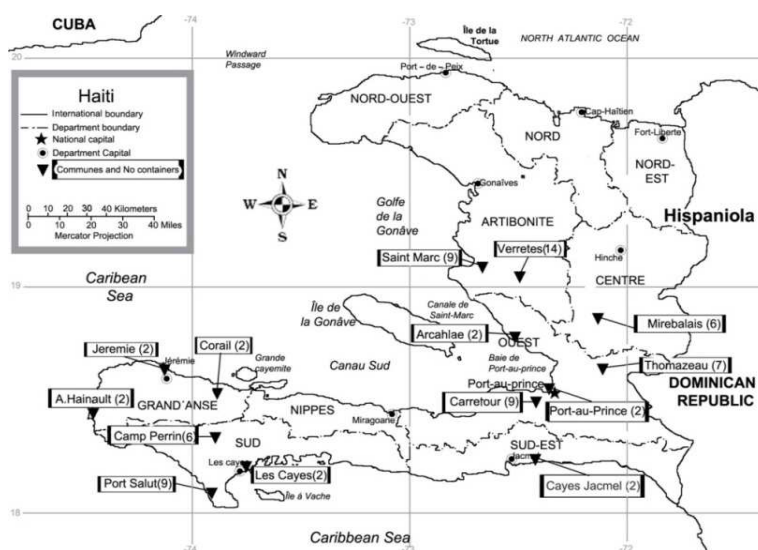 CUBA
-74
-73
-72
20
Windward
Passage
Île de la
Tortue
NORTH ATLANTIC OCEAN
Port - de - Peix
NORD-OUEST
Haiti
International boundary
Department boundary
National capital
Department Capital
Communes and No containers
0 10 20 30 40 Kilometers
0 10 20 30 40 Miles
Mercator Projection
N
W E
S
NORD
Cap-Haïtien
Fort-Liberte
NORD-
EST
Gonaïves
Golfe
de la
Gonâve
ARTIBONITE
Hispaniola
Saint Marc (9)
Verretes(14)
Hinche
CENTRE
Caribean
Sea
19
Île de
la Gonâve
Canale de
Saint-Marc
Arcahlae (2)
OUEST
Mirebalais (6)
Jeremie (2)
Corail (2)
Jérémie
Grande
cayemite
Canau Sud
Baie de
Port-au-prince
Thomazeau (7)
DOMINICAN
REPUBLIC
A.Hainault (2)
GRAND'ANSE
NIPPES
Miragoane
Port-au-prince
Carretour (9)
Port-au-Prince (2)
Camp Perrin(6)
SUD
SUD-EST
Jacmel
Les cayes
Les Cayes(2)
Port Salut(9)
Île à Vache
Cayes Jacmel (2)
18
Caribbean Sea
-74
-73
-72